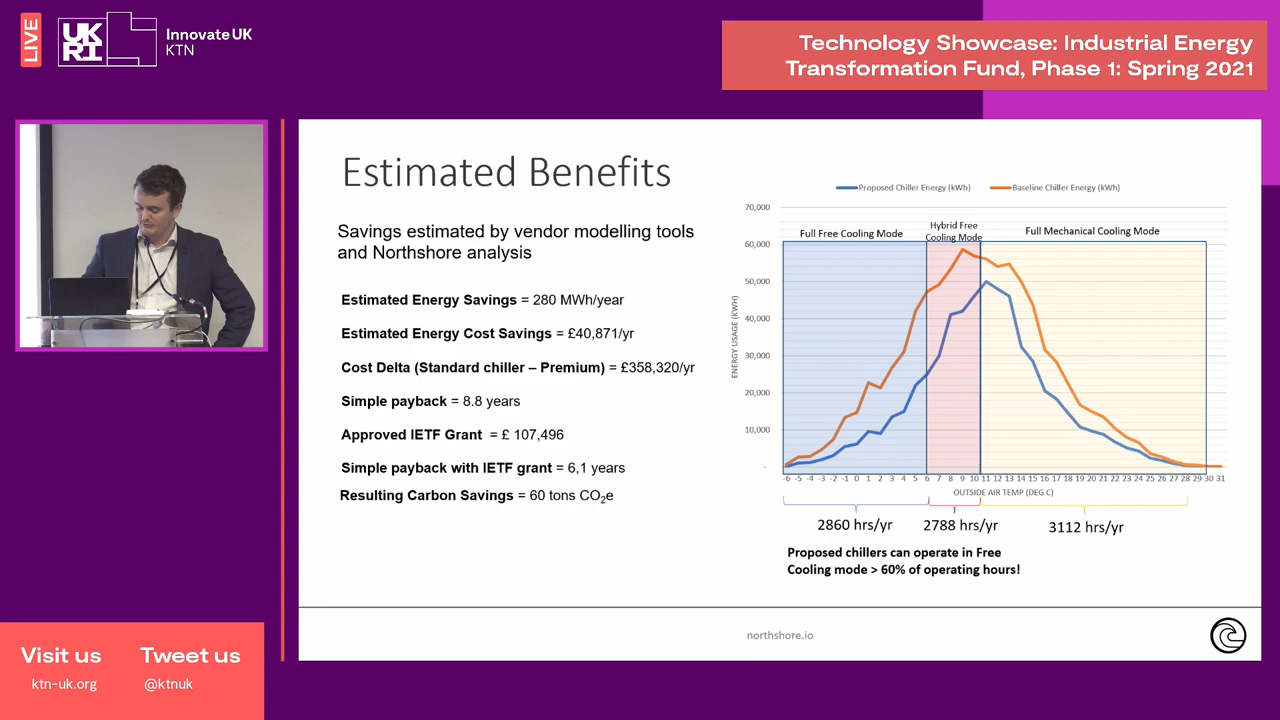 LIVE
UK
RI
Innovate UK
KTN
Technology Showcase: Industrial Energy
Transformation Fund, Phase 1: Spring 2021
Estimated Benefits
Savings estimated by vendor modelling tools
and Northshore analysis
Estimated Energy Savings = 280 MWh/year
Estimated Energy Cost Savings = £40,871/yr
Cost Delta (Standard chiller – Premium) = £358,320/yr
Simple payback = 8.8 years
Approved IETF Grant = £ 107,496
Simple payback with IETF grant = 6,1 years
Resulting Carbon Savings = 60 tons CO₂e
Proposed Chiller Energy (kWh) Baseline Chiller Energy (kWh)
70,000
60,000
50,000
40,000
30,000
20,000
10,000
-
ENERGY USAGE (KWH)
Full Free Cooling Mode
Hybrid Free
Cooling Mode
Full Mechanical Cooling Mode
-6 -5 -4 -3 -2 -1 0 1 2 3 4 5 6 7 8 9 10 11 12 13 14 15 16 17 18 19 20 21 22 23 24 25 26 27 28 29 30 31
OUTSIDE AIR TEMP (DEG C)
2860 hrs/yr 2788 hrs/yr 3112 hrs/yr
Proposed chillers can operate in Free
Cooling mode > 60% of operating hours!
northshore.io
Visit us Tweet us
ktn-uk.org @ktnuk